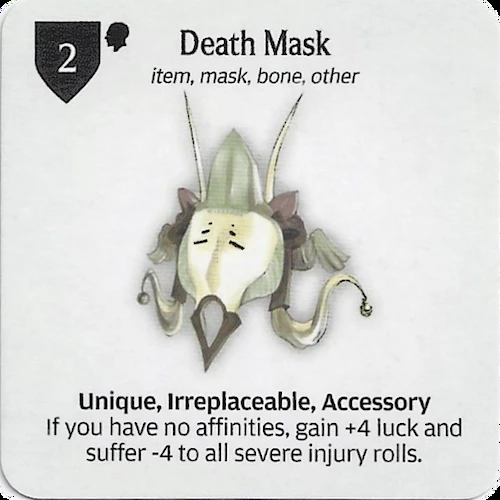 2
Death Mask
item, mask, bone, other
Unique, Irreplaceable, Accessory
If you have no affinities, gain +4 luck and
suffer -4 to all severe injury rolls.